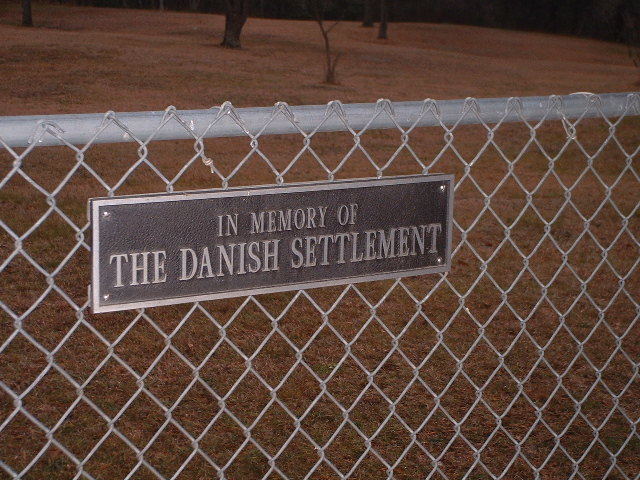 IN MEMORY OF
THE DANISH SETTLEMENT